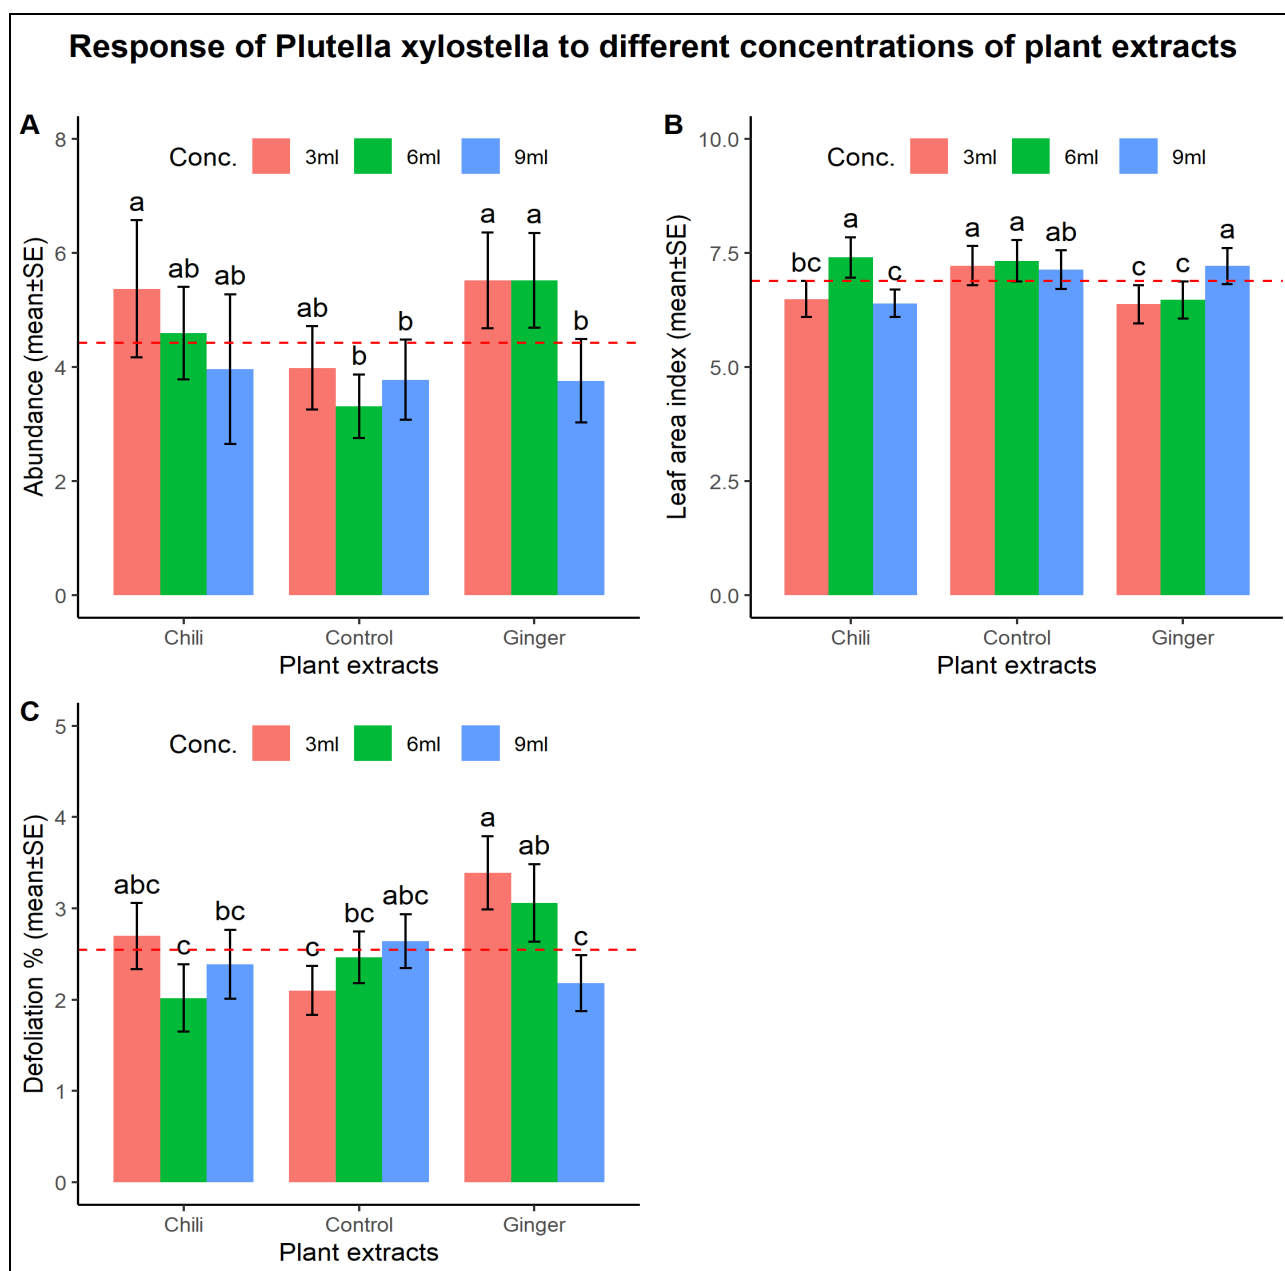 Response of Plutella xylostella to different concentrations of plant extracts
A
Conc. 3ml 6ml 9ml
Abundance (mean±SE)
8
6
4
2
0
a ab ab
ab b b
a a b
Chili Control Ginger
Plant extracts
B
Conc. 3ml 6ml 9ml
Leaf area index (mean±SE)
10.0
7.5
5.0
2.5
0.0
bc a c
a a ab
c c a
Chili Control Ginger
Plant extracts
C
Conc. 3ml 6ml 9ml
Defoliation % (mean±SE)
5
4
3
2
1
0
abc c bc
c bc abc
a ab c
Chili Control Ginger
Plant extracts